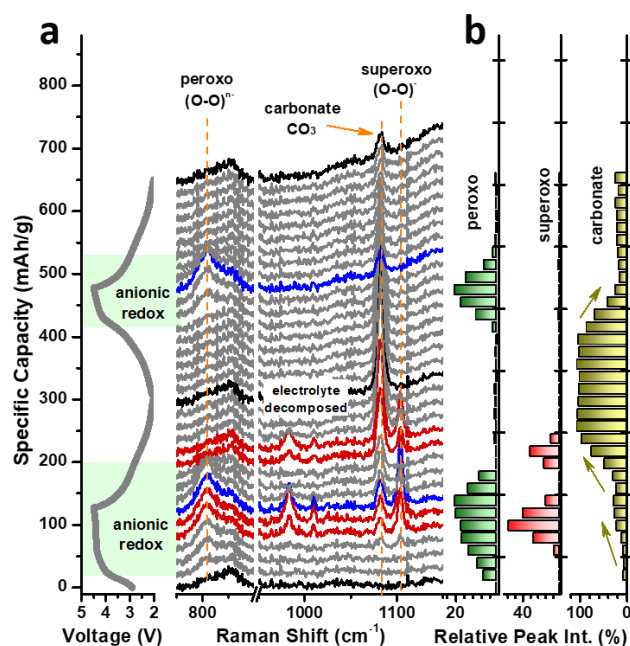 a
b
800
700
600
500
400
300
200
100
0
Specific Capacity (mAh/g)
5
4
3
2
Voltage (V)
anionic
redox
anionic
redox
peroxo
(O-O)ⁿ⁻
carbonate
CO₃
superoxo
(O-O)⁻
electrolyte
decomposed
800
1000
1100
Raman Shift (cm⁻¹)
peroxo
superoxo
carbonate
20
40
100
50
0
Relative Peak Int. (%)